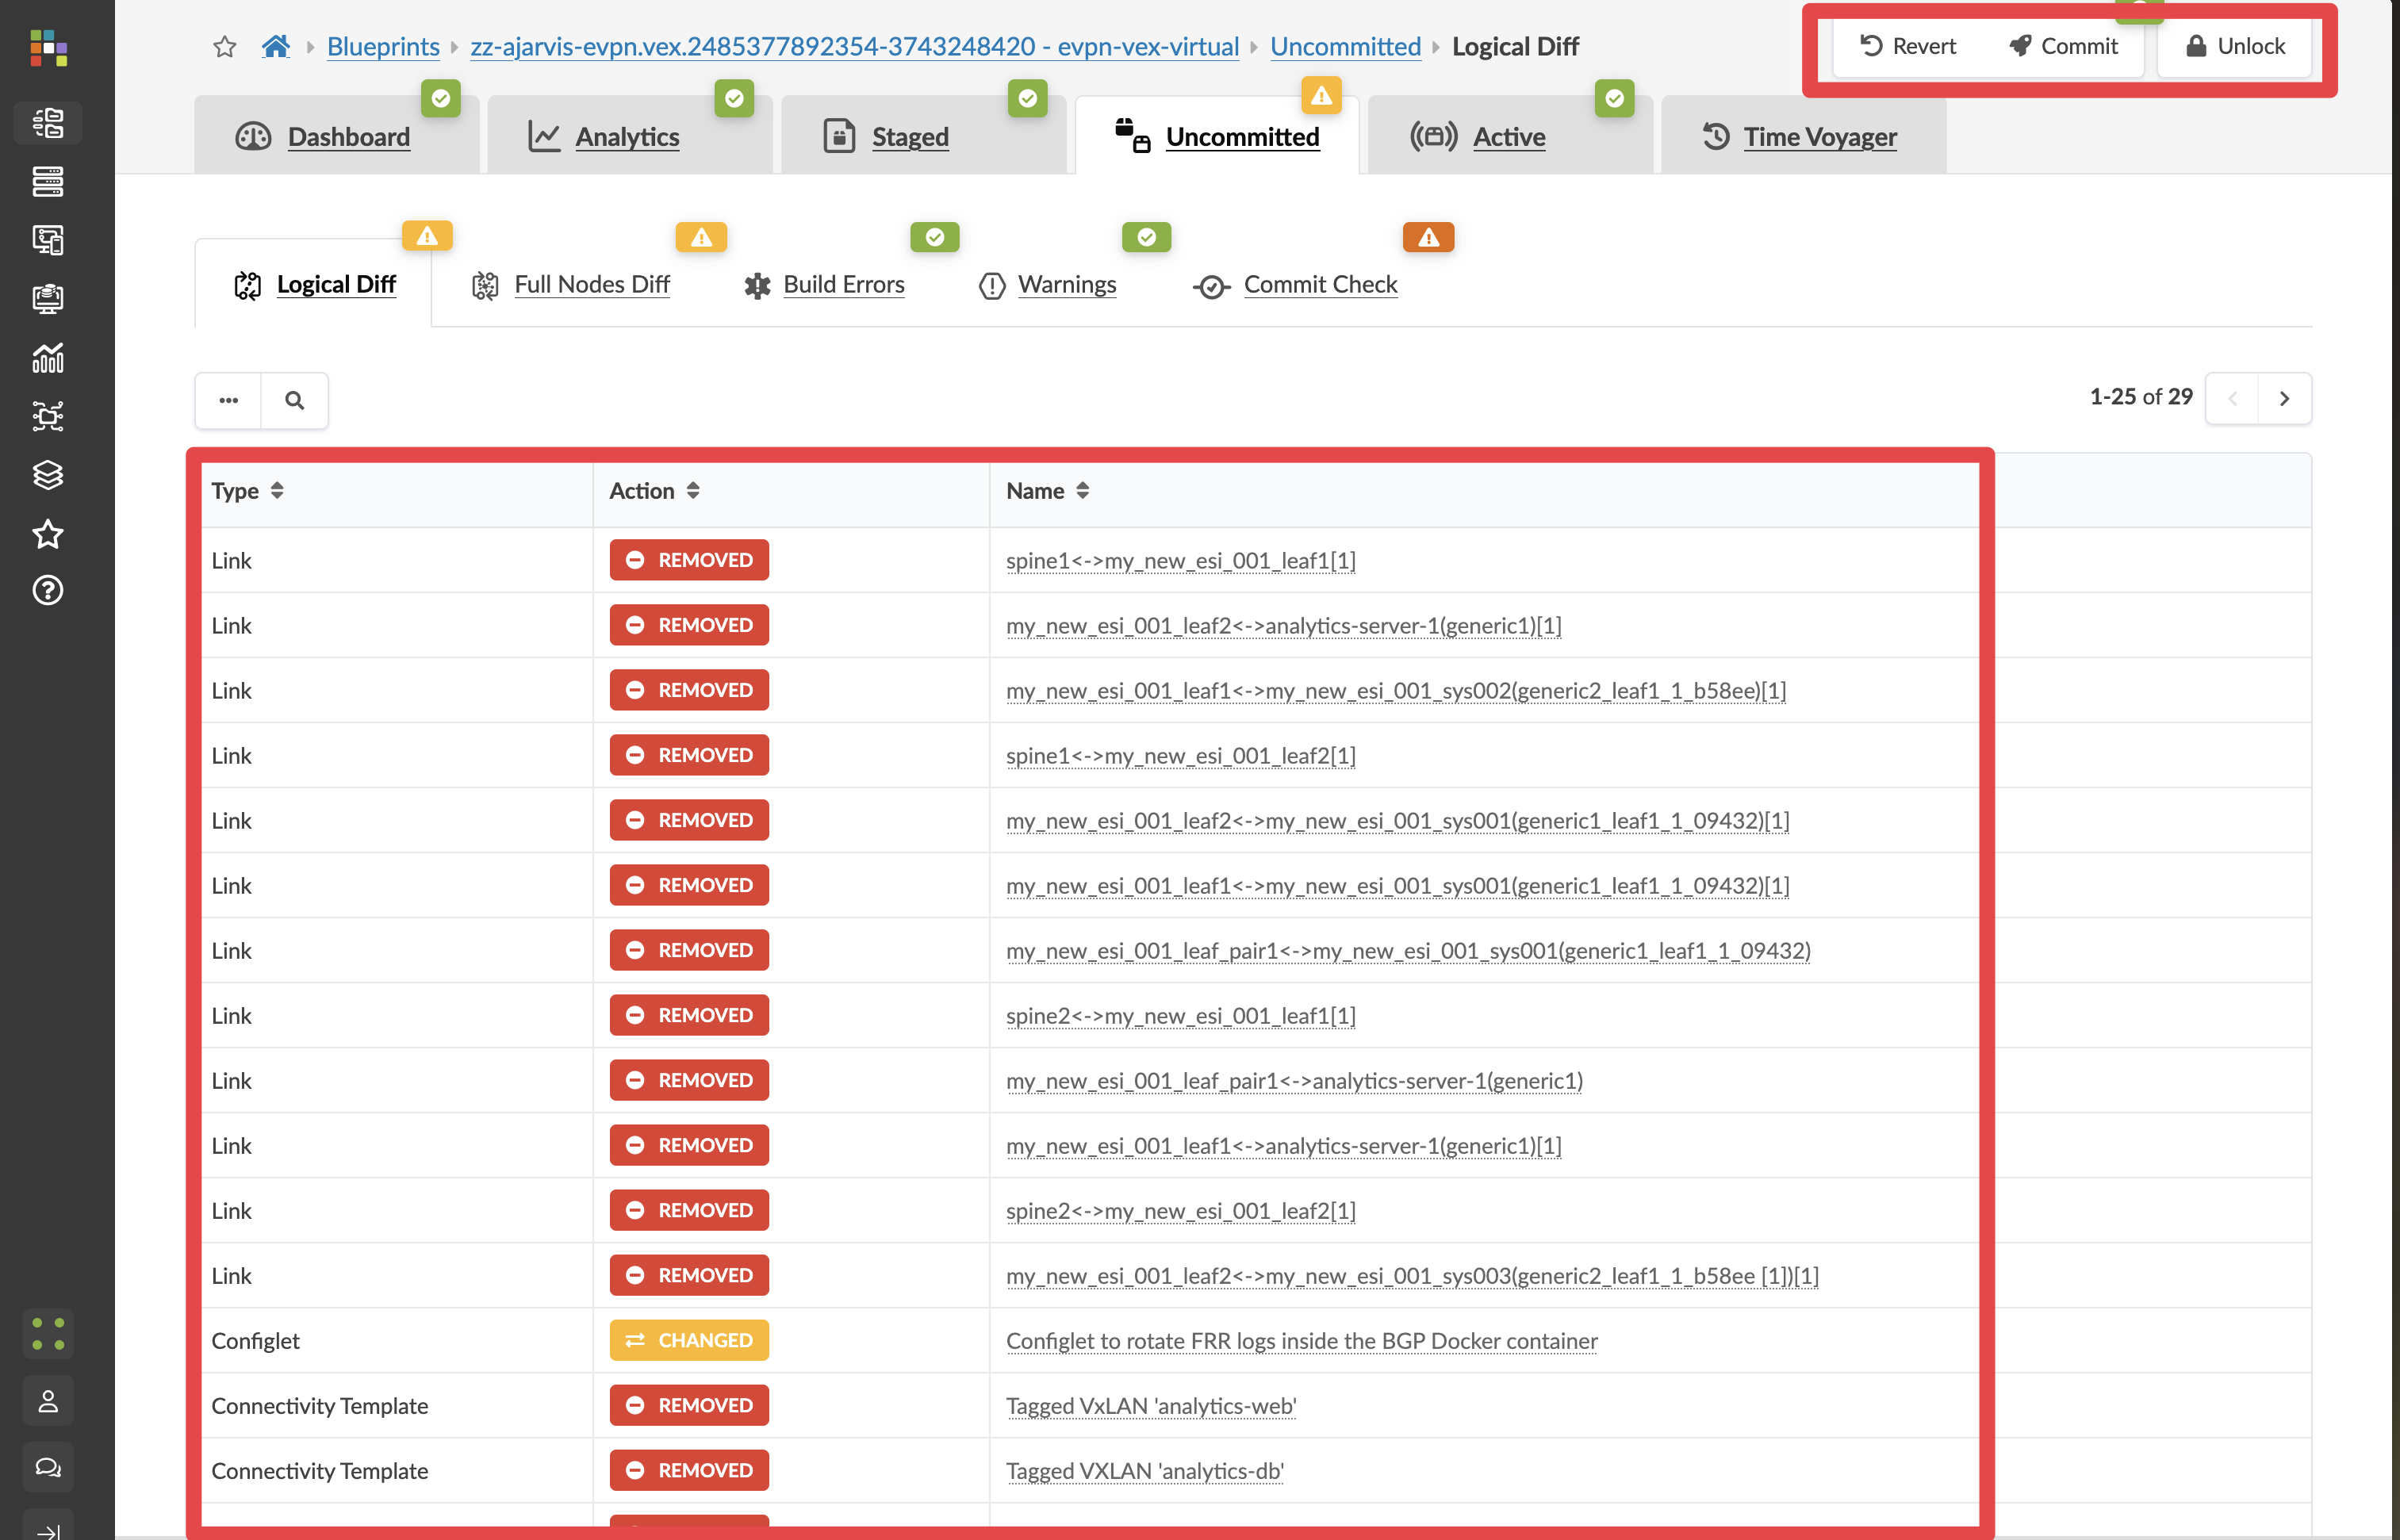 Blueprints zz-ajarvis-evpn.vex.2485377892354-3743248420 - evpn-vex-virtual Uncommitted Logical Diff
Revert Commit Unlock
Dashboard Analytics Staged Uncommitted Active Time Voyager
Logical Diff Full Nodes Diff Build Errors Warnings Commit Check
1-25 of 29
Type Action Name
Link REMOVED spine1<->my_new_esi_001_leaf1[1]
Link REMOVED my_new_esi_001_leaf2<->analytics-server-1(generic1)[1]
Link REMOVED my_new_esi_001_leaf1<->my_new_esi_001_sys002(generic2_leaf1_1_b58ee)[1]
Link REMOVED spine1<->my_new_esi_001_leaf2[1]
Link REMOVED my_new_esi_001_leaf2<->my_new_esi_001_sys001(generic1_leaf1_1_09432)[1]
Link REMOVED my_new_esi_001_leaf1<->my_new_esi_001_sys001(generic1_leaf1_1_09432)[1]
Link REMOVED my_new_esi_001_leaf_pair1<->my_new_esi_001_sys001(generic1_leaf1_1_09432)
Link REMOVED spine2<->my_new_esi_001_leaf1[1]
Link REMOVED my_new_esi_001_leaf_pair1<->analytics-server-1(generic1)
Link REMOVED my_new_esi_001_leaf1<->analytics-server-1(generic1)[1]
Link REMOVED spine2<->my_new_esi_001_leaf2[1]
Link REMOVED my_new_esi_001_leaf2<->my_new_esi_001_sys003(generic2_leaf1_1_b58ee [1])[1]
Configlet CHANGED Configlet to rotate FRR logs inside the BGP Docker container
Connectivity Template REMOVED Tagged VxLAN 'analytics-web'
Connectivity Template REMOVED Tagged VXLAN 'analytics-db'